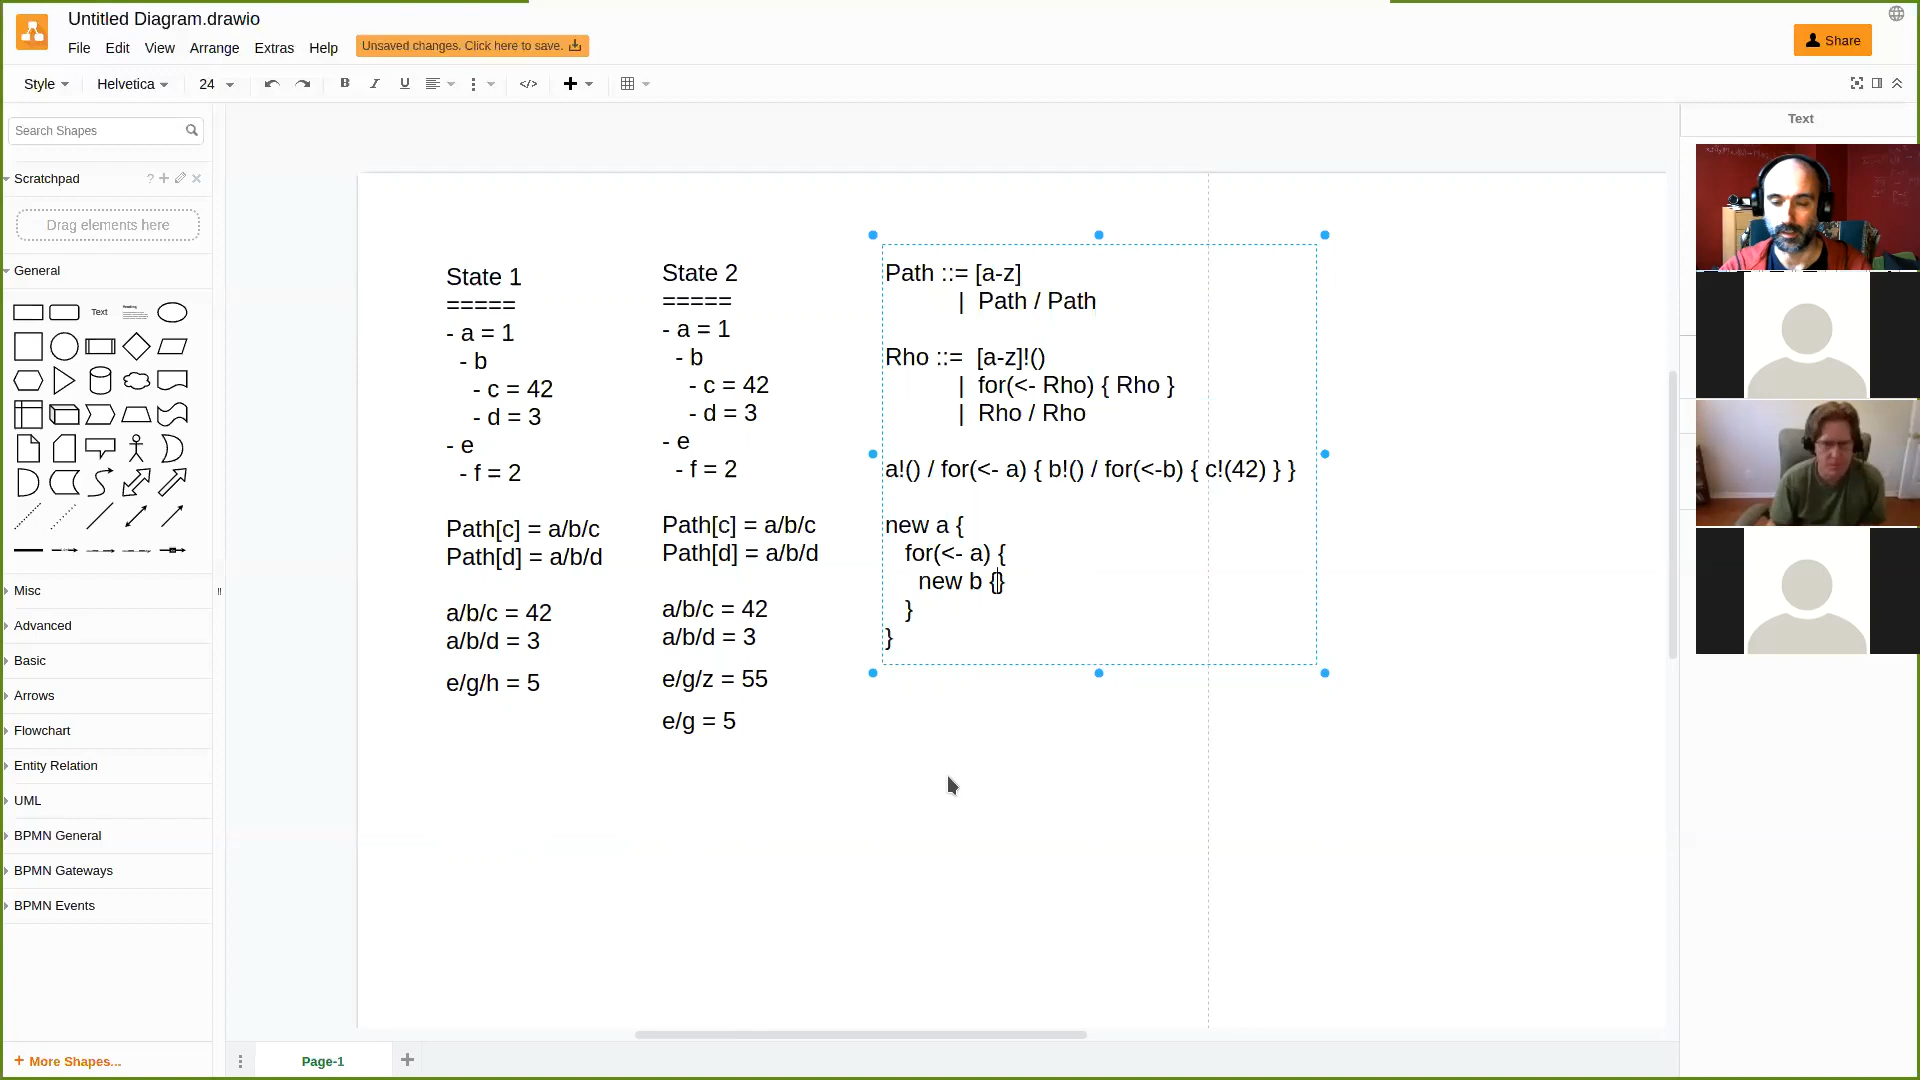 Untitled Diagram.drawio
File Edit View Arrange Extras Help
Unsaved changes. Click here to save.
Share
Style Helvetica 24 B I U </>
Search Shapes
Scratchpad ?
Drag elements here
General
Text Heading
Misc
Advanced
Basic
Arrows
Flowchart
Entity Relation
UML
BPMN General
BPMN Gateways
BPMN Events
+ More Shapes...
State 1
=====
- a = 1
- b
- c = 42
- d = 3
- e
- f = 2
Path[c] = a/b/c
Path[d] = a/b/d
a/b/c = 42
a/b/d = 3
e/g/h = 5
State 2
=====
- a = 1
- b
- c = 42
- d = 3
- e
- f = 2
Path[c] = a/b/c
Path[d] = a/b/d
a/b/c = 42
a/b/d = 3
e/g/z = 55
e/g = 5
Path ::= [a-z]
| Path / Path
Rho ::= [a-z]!()
| for(<- Rho) { Rho }
| Rho / Rho
a!() / for(<- a) { b!() / for(<-b) { c!(42) } }
new a {
for(<- a) {
new b {}
}
}
Text
Page-1